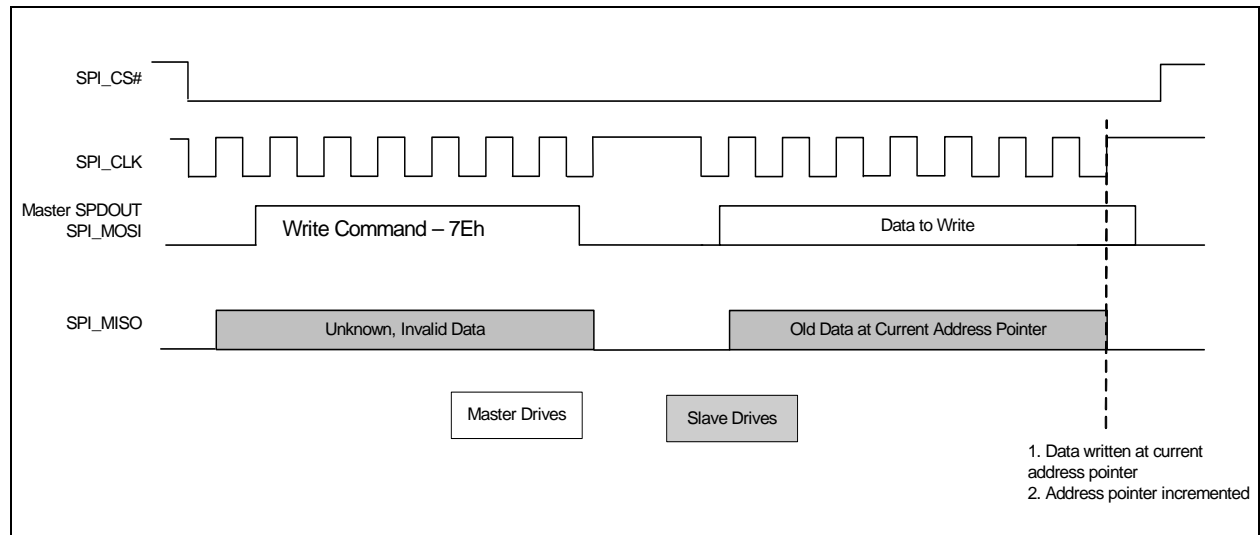 SPI_CS#
SPI_CLK
Master SPDOUT
SPI_MOSI
Write Command – 7Eh
Data to Write
SPI_MISO
Unknown, Invalid Data
Old Data at Current Address Pointer
Master Drives
Slave Drives
1. Data written at current
address pointer
2. Address pointer incremented